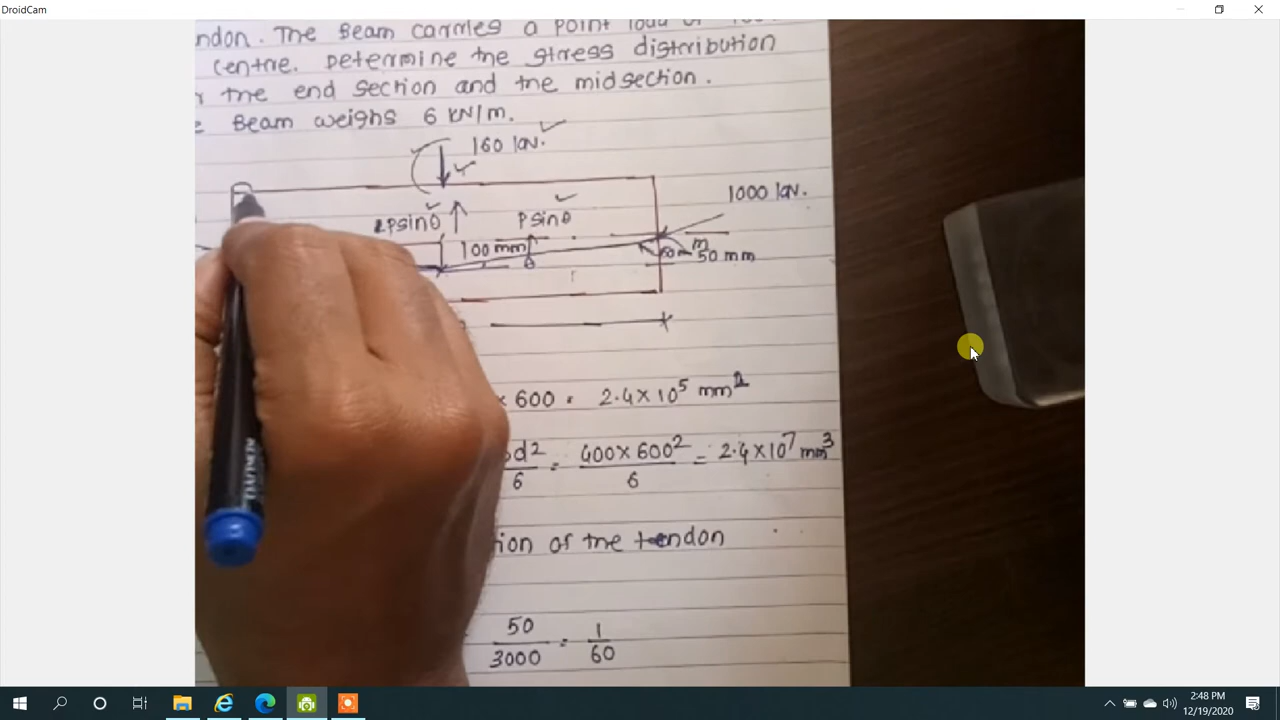 DroidCam
ndon. The Beam carries a point load of
centre. Determine the stress distribution
r the end section and the midsection.
e Beam weighs 6 kN/m.
160 kN.
1000 kN.
2psinθ
psinθ
100 mm
50 mm
× 600 = 2.4×10⁵ mm²
bd²/6 = 400×600²/6 = 2.4×10⁷ mm³
tion of the tendon
50/3000 = 1/60
2:48 PM
12/19/2020